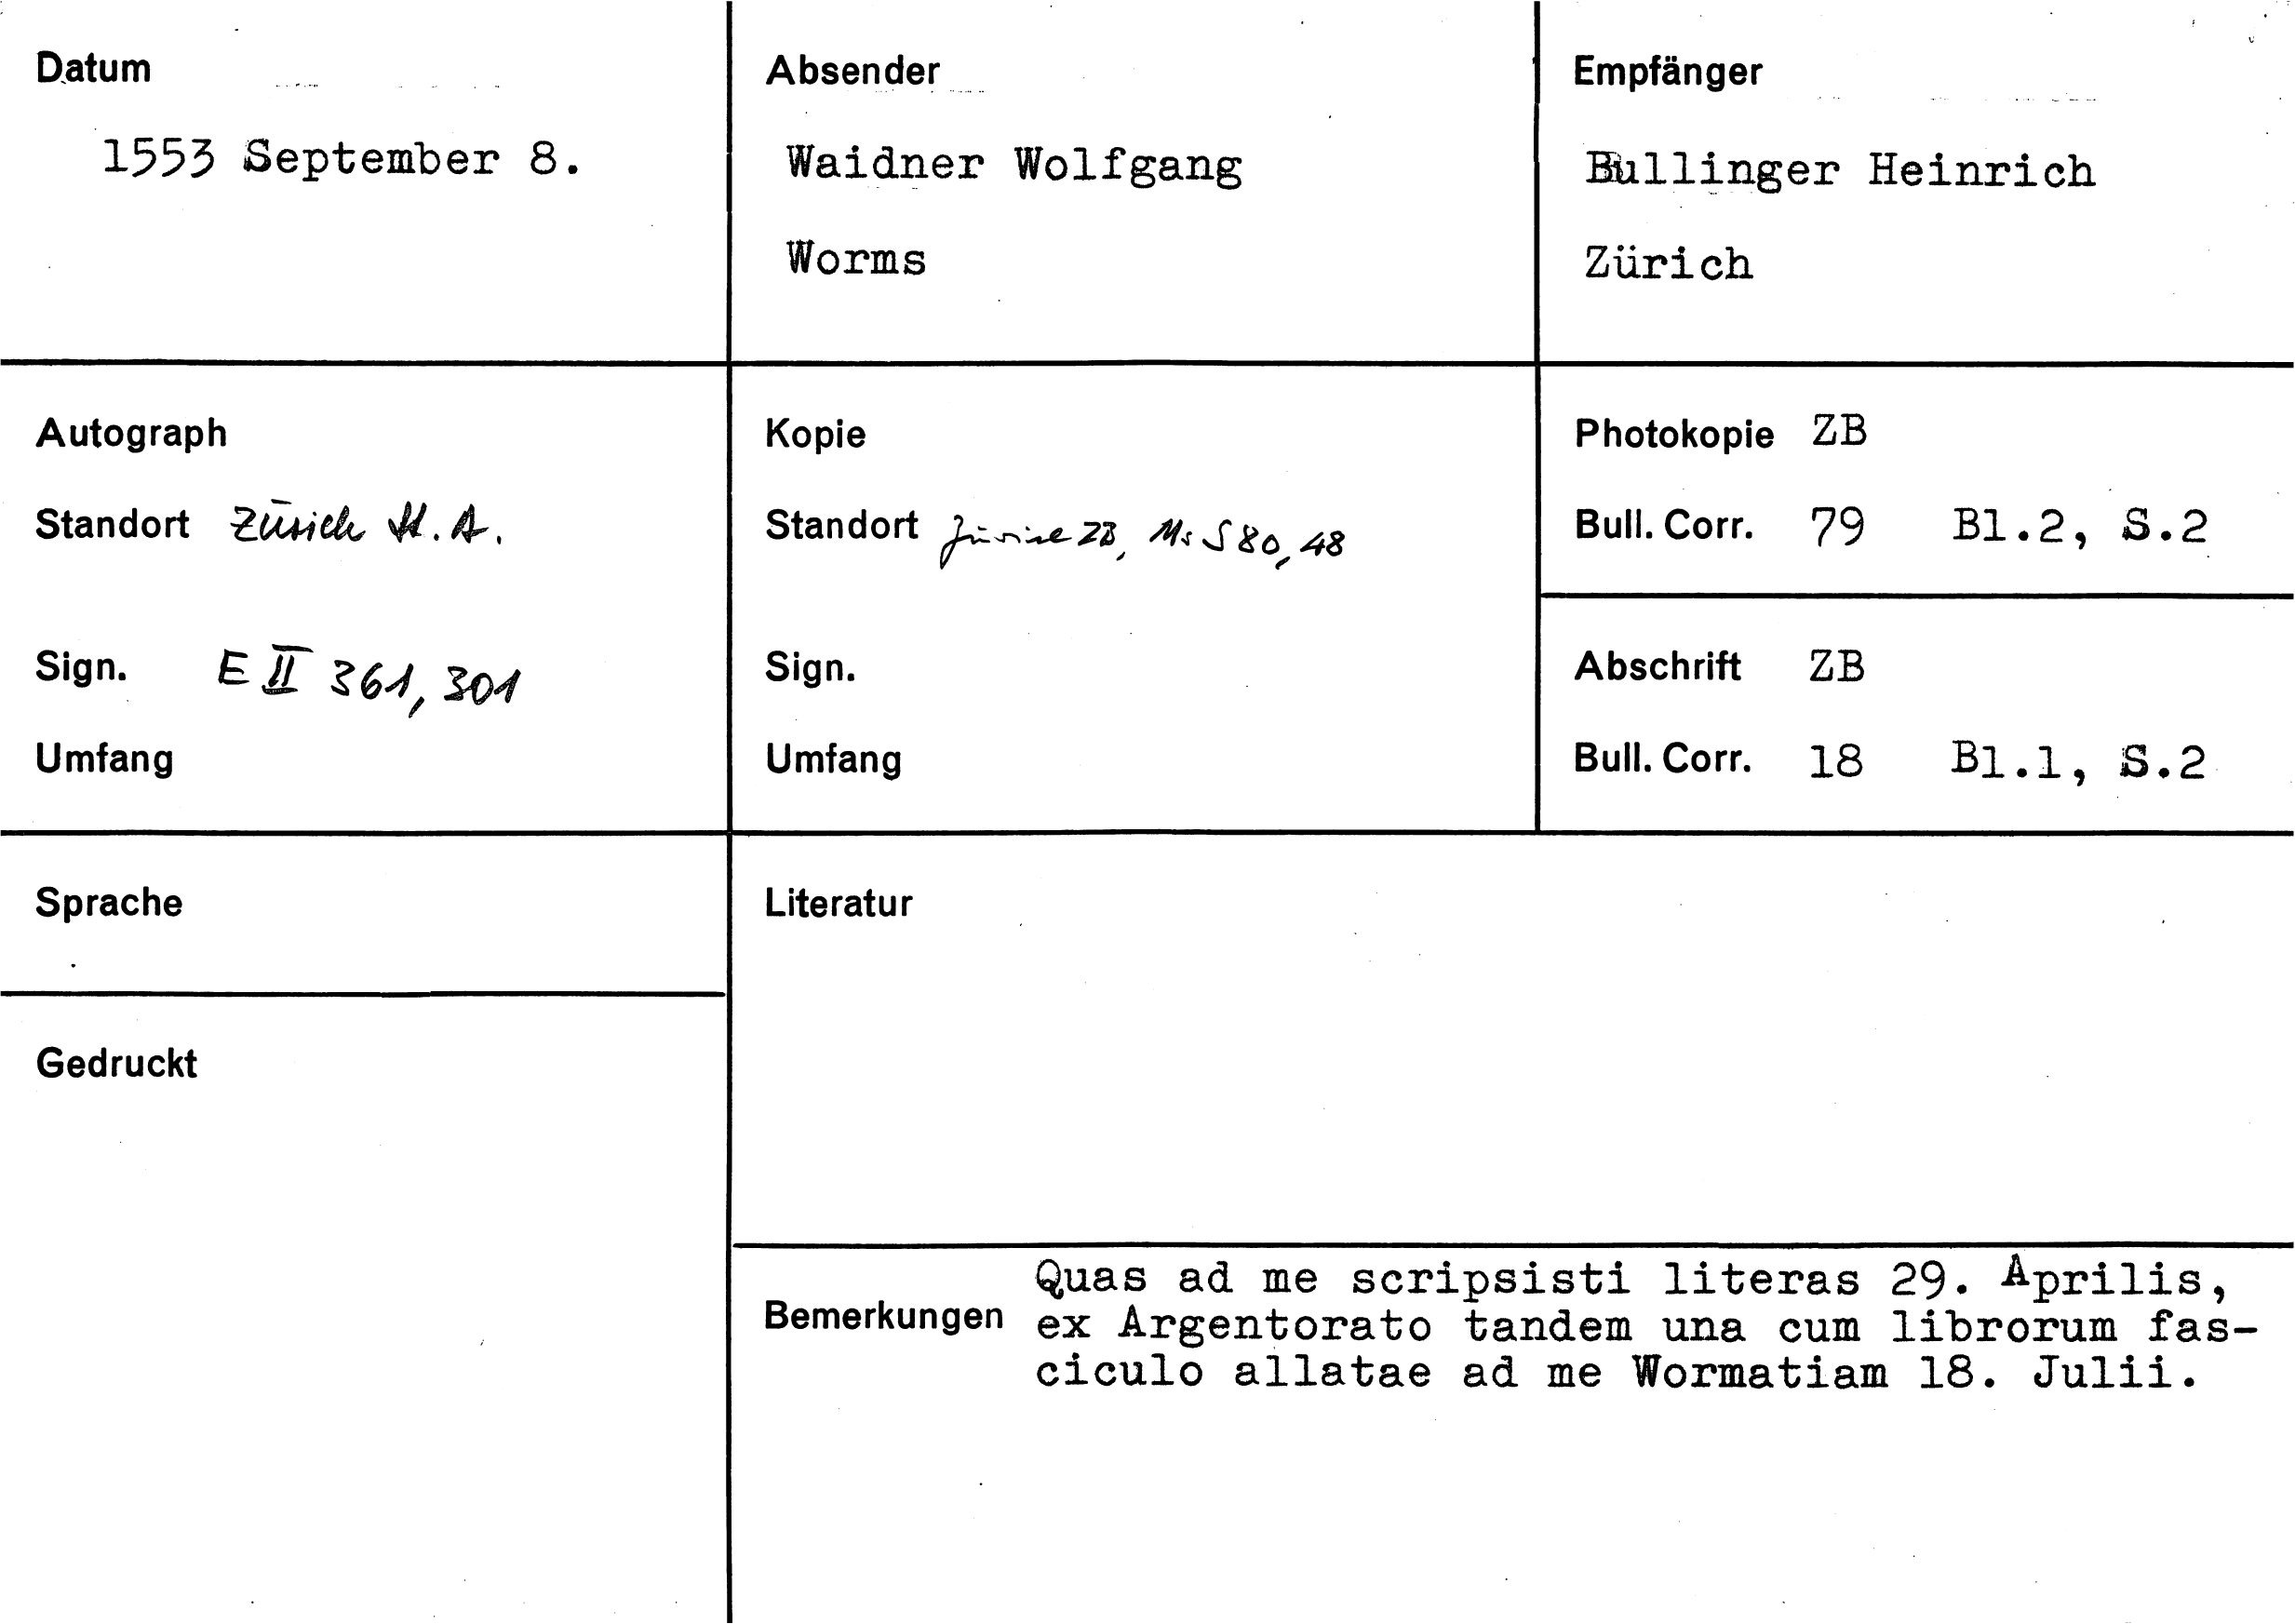 Datum
1553 September 8.
Absender
Waidner Wolfgang
Worms
Empfänger
Bullinger Heinrich
Zürich
Autograph
Standort Zürich St. A.
Sign. E II 361, 301
Umfang
Kopie
Standort Zürich ZB, Ms S 80, 48
Sign.
Umfang
Photokopie ZB
Bull. Corr. 79 Bl.2, S.2
Abschrift ZB
Bull. Corr. 18 Bl.1, S.2
Sprache
Gedruckt
Literatur
Bemerkungen
Quas ad me scripsisti literas 29. Aprilis,
ex Argentorato tandem una cum librorum fas-
ciculo allatae ad me Wormatiam 18. Julii.